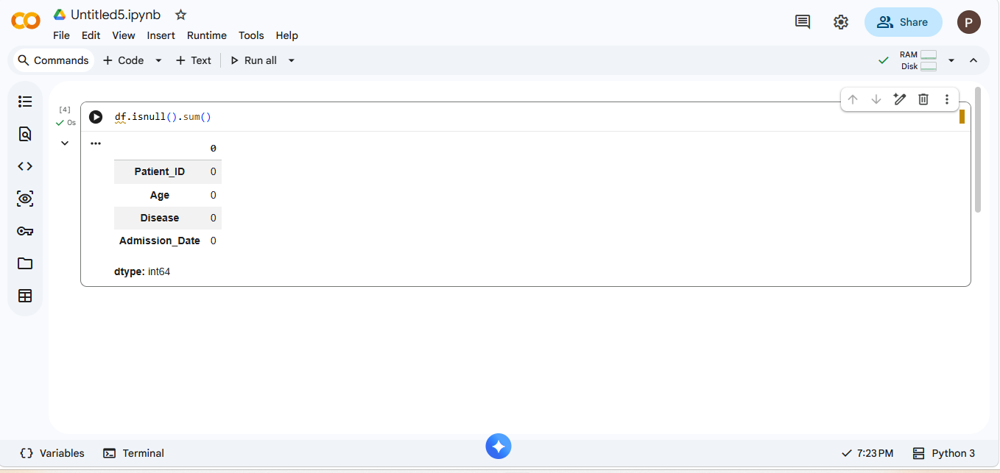 Untitled5.ipynb
File Edit View Insert Runtime Tools Help
Share
P
Commands + Code + Text Run all
RAM
Disk
[4]
0s
df.isnull().sum()
0
Patient_ID 0
Age 0
Disease 0
Admission_Date 0
dtype: int64
Variables Terminal
7:23 PM Python 3